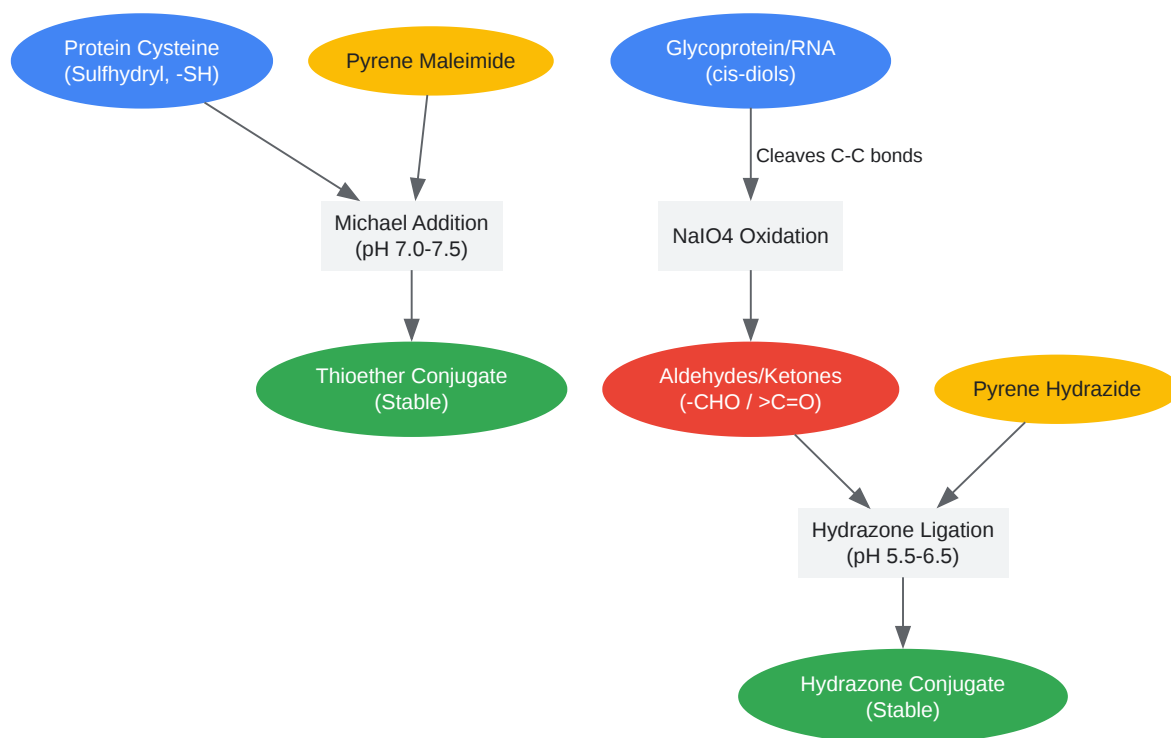 Protein Cysteine
(Sulfhydryl, -SH)
Pyrene Maleimide
Glycoprotein/RNA
(cis-diols)
Cleaves C-C bonds
Michael Addition
(pH 7.0-7.5)
NaIO4 Oxidation
Thioether Conjugate
(Stable)
Aldehydes/Ketones
(-CHO / >C=O)
Pyrene Hydrazide
Hydrazone Ligation
(pH 5.5-6.5)
Hydrazone Conjugate
(Stable)